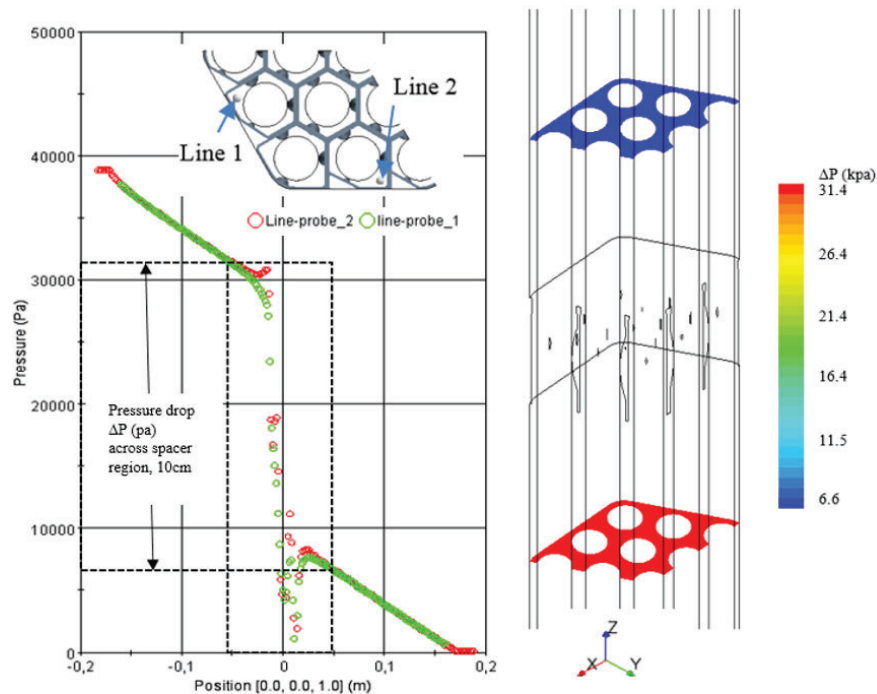 50000
40000
30000
20000
10000
0
Pressure (Pa)
-0,2
-0,1
0
0,1
0,2
Position [0.0, 0.0, 1.0] (m)
Line 2
Line 1
Line-probe_2 line-probe_1
Pressure drop
ΔP (pa)
across spacer
region, 10cm
ΔP (kpa)
31.4
26.4
21.4
16.4
11.5
6.6
Z
X
Y